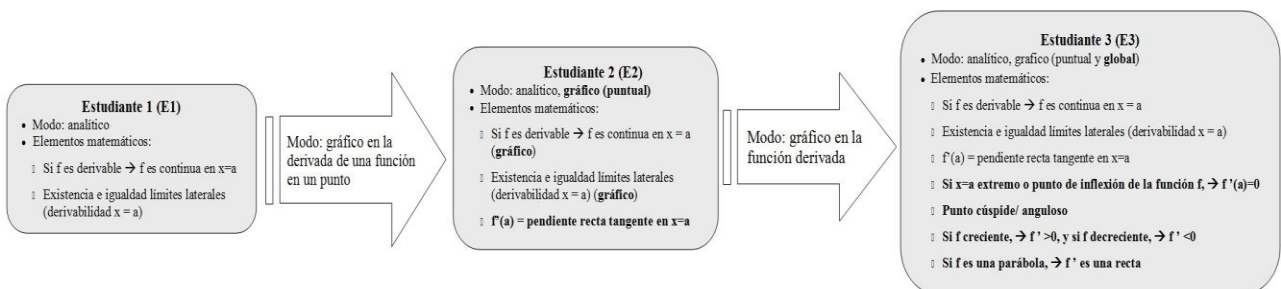 Estudiante 1 (E1)
• Modo: analítico
• Elementos matemáticos:
▯ Si f es derivable → f es continua en x=a
▯ Existencia e igualdad límites laterales
(derivabilidad x = a)
Modo: gráfico en la
derivada de una función
en un punto
Estudiante 2 (E2)
• Modo: analítico, gráfico (puntual)
• Elementos matemáticos:
▯ Si f es derivable → f es continua en x = a
(gráfico)
▯ Existencia e igualdad límites laterales
(derivabilidad x = a) (gráfico)
▯ f'(a) = pendiente recta tangente en x=a
Modo: gráfico en la
función derivada
Estudiante 3 (E3)
• Modo: analítico, grafico (puntual y global)
• Elementos matemáticos:
▯ Si f es derivable → f es continua en x = a
▯ Existencia e igualdad límites laterales (derivabilidad x = a)
▯ f'(a) = pendiente recta tangente en x=a
▯ Si x=a extremo o punto de inflexión de la función f, → f '(a)=0
▯ Punto cúspide/ anguloso
▯ Si f creciente, → f ' >0, y si f decreciente, → f ' <0
▯ Si f es una parábola, → f ' es una recta